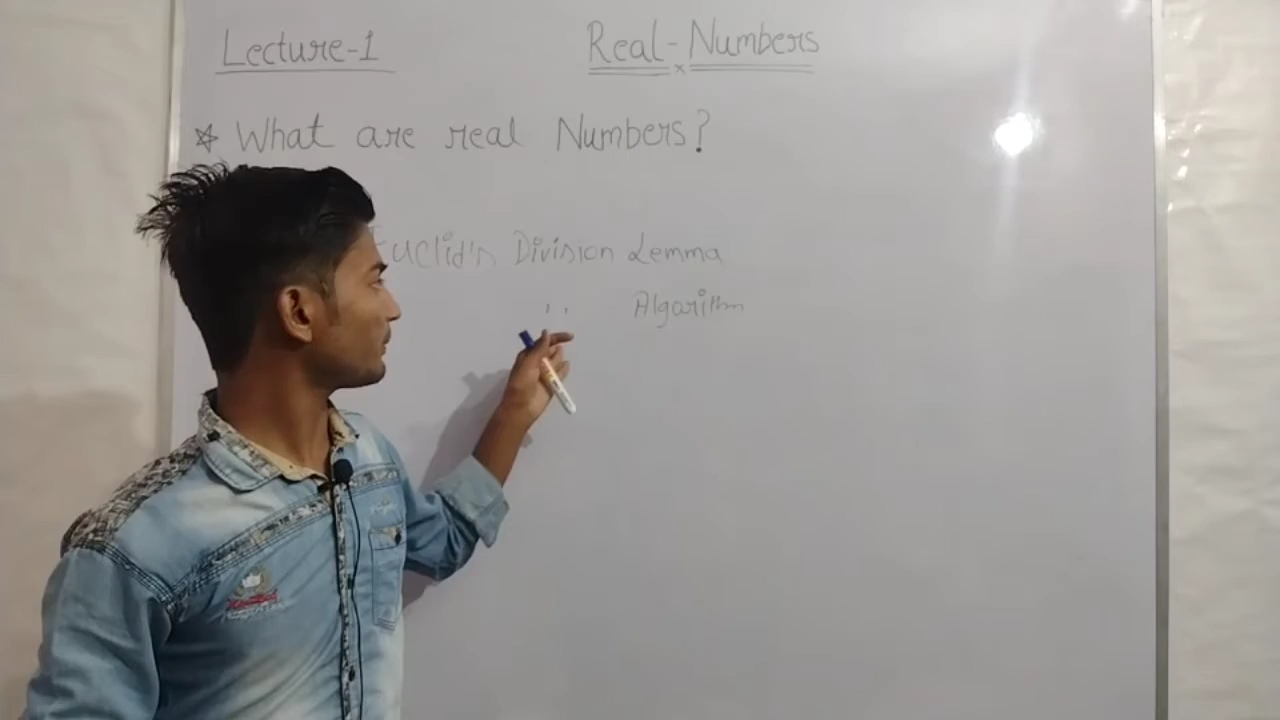 Lecture-1
Real-Numbers
☆ What are real Numbers?
Euclid's Division Lemma
" Algorithm